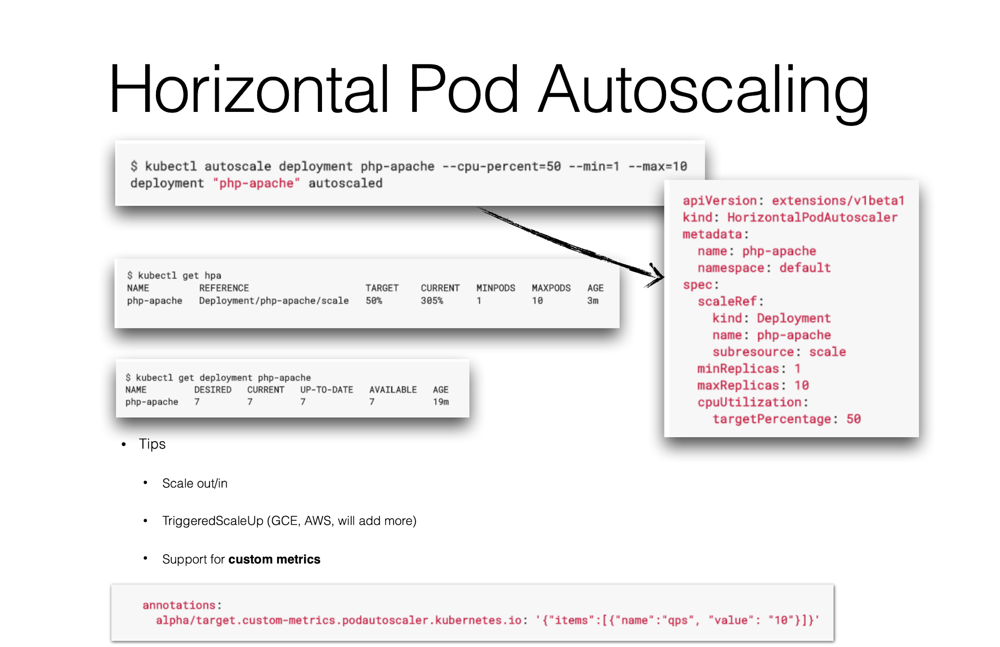 Horizontal Pod Autoscaling
$ kubectl autoscale deployment php-apache --cpu-percent=50 --min=1 --max=10
deployment "php-apache" autoscaled
apiVersion: extensions/v1beta1
kind: HorizontalPodAutoscaler
metadata:
  name: php-apache
  namespace: default
spec:
  scaleRef:
    kind: Deployment
    name: php-apache
    subresource: scale
  minReplicas: 1
  maxReplicas: 10
  cpuUtilization:
    targetPercentage: 50
$ kubectl get hpa
NAME REFERENCE TARGET CURRENT MINPODS MAXPODS AGE
php-apache Deployment/php-apache/scale 50% 305% 1 10 3m
$ kubectl get deployment php-apache
NAME DESIRED CURRENT UP-TO-DATE AVAILABLE AGE
php-apache 7 7 7 7 19m
• Tips
• Scale out/in
• TriggeredScaleUp (GCE, AWS, will add more)
• Support for custom metrics
annotations:
  alpha/target.custom-metrics.podautoscaler.kubernetes.io: '{"items":[{"name":"qps", "value": "10"}]}'